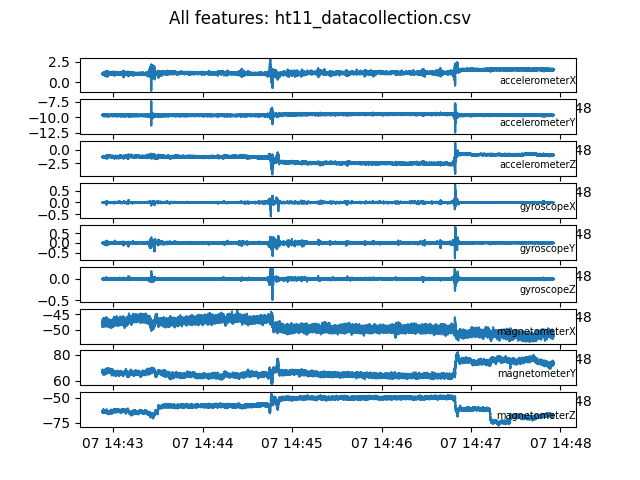 All features: ht11_datacollection.csv
2.5
0.0
accelerometerX
−7.5
−10.0
−12.5
48
accelerometerY
0.0
−2.5
48
accelerometerZ
0.5
0.0
−0.5
48
gyroscopeX
0.5
0.0
−0.5
48
gyroscopeY
0.0
−0.5
48
gyroscopeZ
−45
−50
48
magnetometerX
80
60
48
magnetometerY
−50
−75
48
magnetometerZ
07 14:43 07 14:44 07 14:45 07 14:46 07 14:47 07 14:48